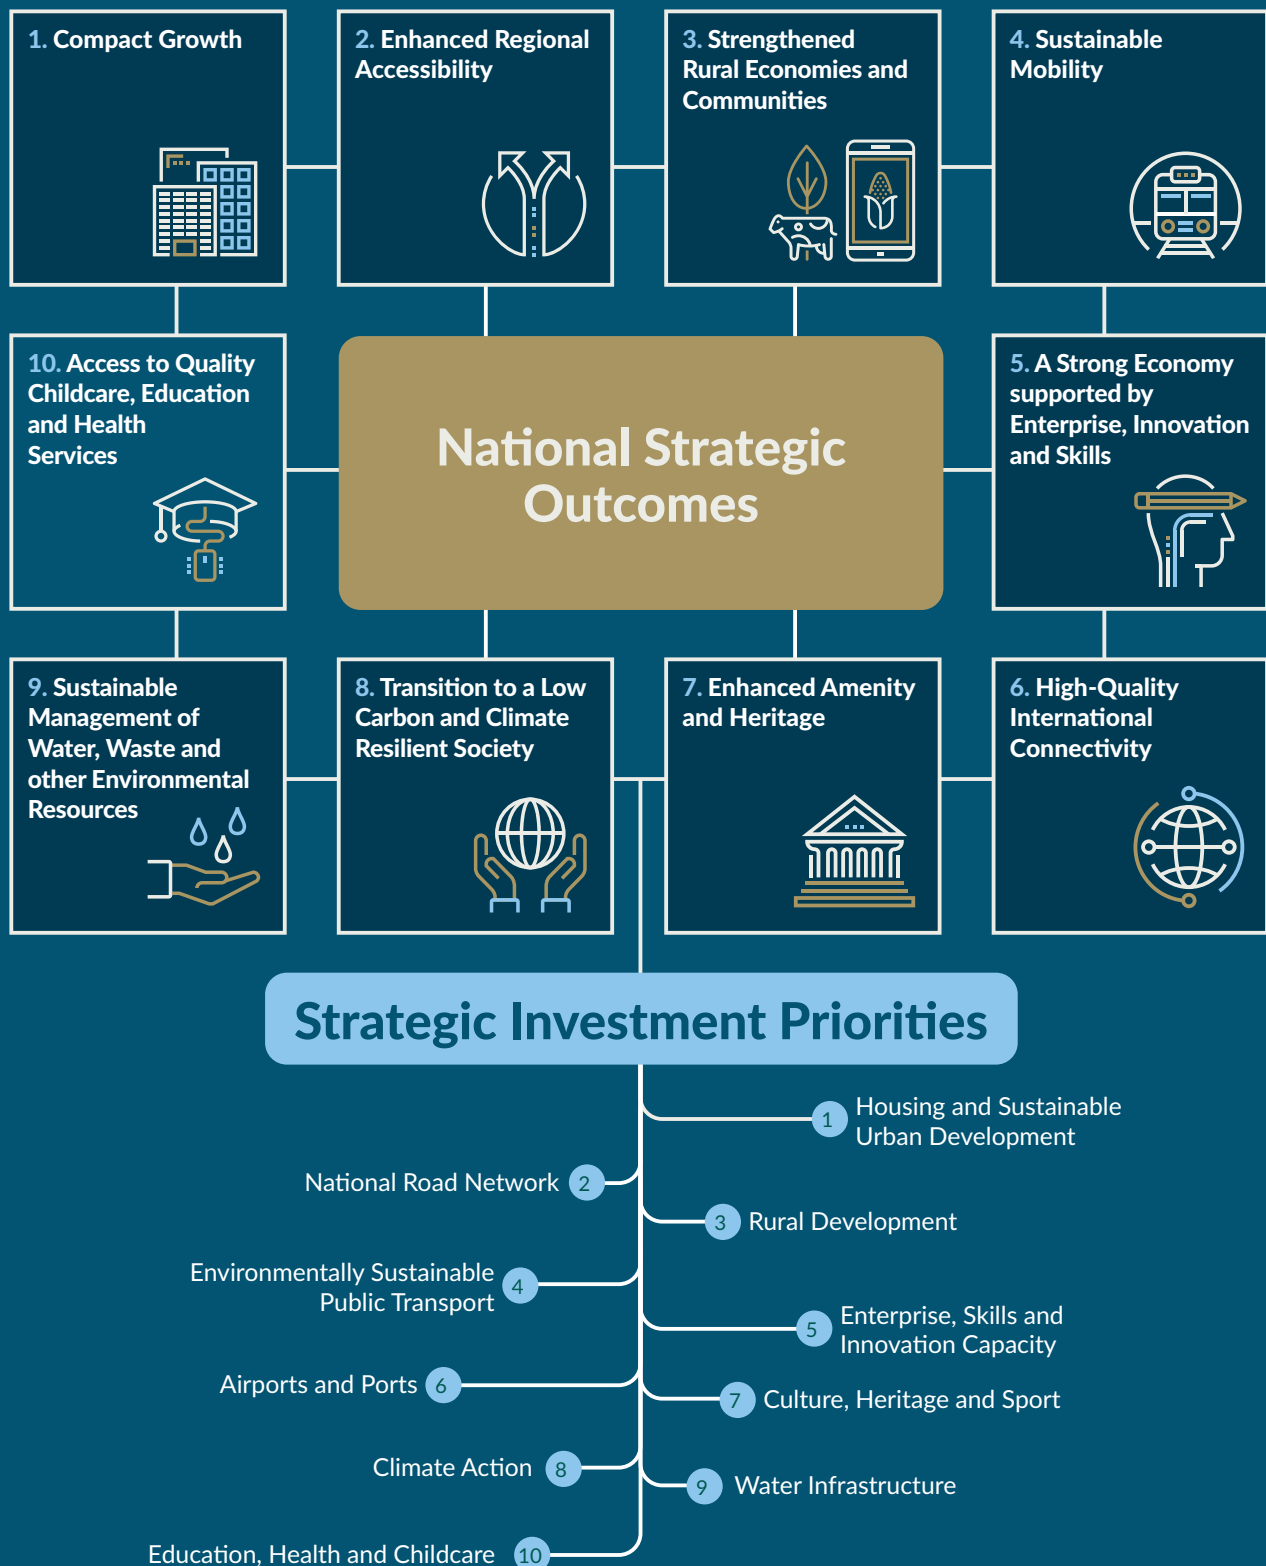 1. Compact Growth
2. Enhanced Regional
Accessibility
3. Strengthened
Rural Economies and
Communities
4. Sustainable
Mobility
10. Access to Quality
Childcare, Education
and Health
Services
National Strategic
Outcomes
5. A Strong Economy
supported by
Enterprise, Innovation
and Skills
9. Sustainable
Management of
Water, Waste and
other Environmental
Resources
8. Transition to a Low
Carbon and Climate
Resilient Society
7. Enhanced Amenity
and Heritage
6. High-Quality
International
Connectivity
Strategic Investment Priorities
1 Housing and Sustainable
Urban Development
National Road Network 2
3 Rural Development
Environmentally Sustainable
Public Transport 4
5 Enterprise, Skills and
Innovation Capacity
Airports and Ports 6
7 Culture, Heritage and Sport
Climate Action 8
9 Water Infrastructure
Education, Health and Childcare 10